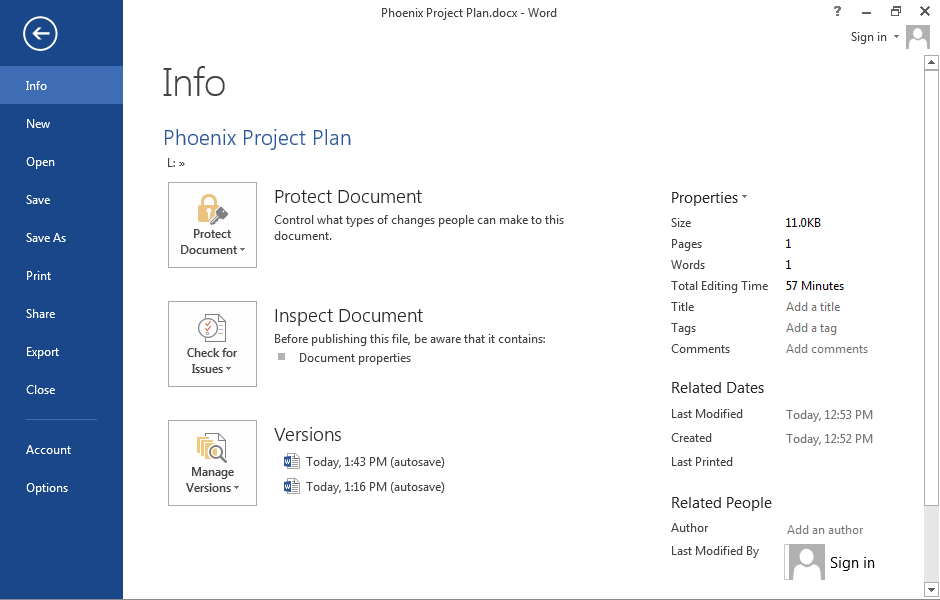 Phoenix Project Plan.docx - Word
?
Sign in
Info
New
Open
Save
Save As
Print
Share
Export
Close
Account
Options
Info
Phoenix Project Plan
L: »
Protect
Document
Protect Document
Control what types of changes people can make to this
document.
Check for
Issues
Inspect Document
Before publishing this file, be aware that it contains:
Document properties
Manage
Versions
Versions
Today, 1:43 PM (autosave)
Today, 1:16 PM (autosave)
Properties
Size 11.0KB
Pages 1
Words 1
Total Editing Time 57 Minutes
Title Add a title
Tags Add a tag
Comments Add comments
Related Dates
Last Modified Today, 12:53 PM
Created Today, 12:52 PM
Last Printed
Related People
Author Add an author
Last Modified By Sign in